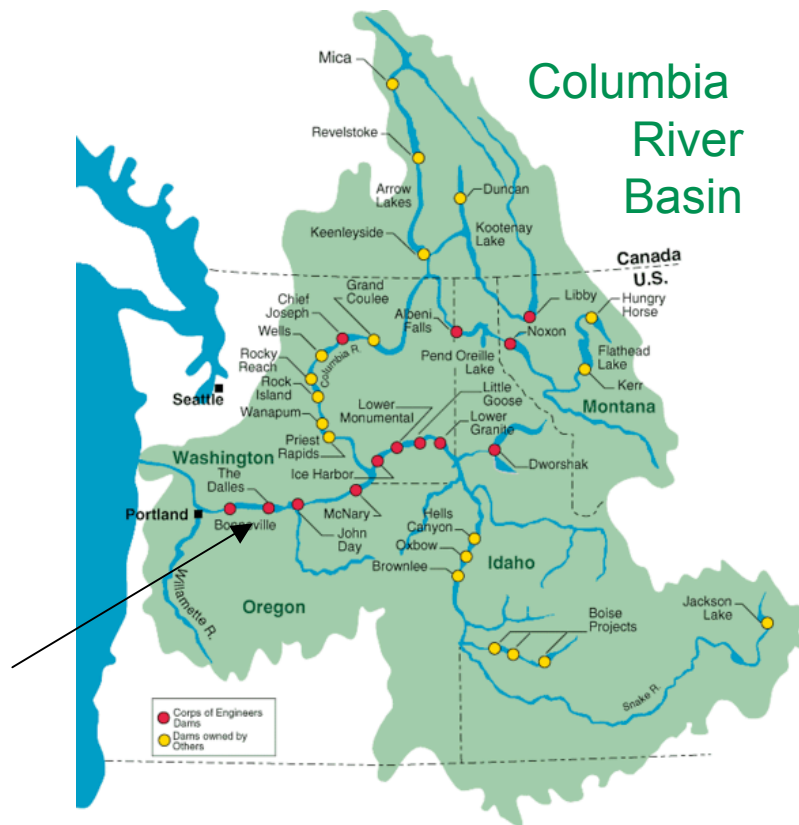 Columbia
River
Basin
Mica
Revelstoke
Arrow
Lakes
Duncan
Kootenay
Lake
Keenleyside
Canada
U.S.
Grand
Coulee
Chief
Joseph
Albeni
Falls
Libby
Hungry
Horse
Noxon
Wells
Columbia R.
Pend Oreille
Lake
Flathead
Lake
Rocky
Reach
Kerr
Rock
Island
Seattle
Little
Goose
Lower
Monumental
Lower
Granite
Montana
Wanapum
Priest
Rapids
Washington
Ice Harbor
Dworshak
The
Dalles
Portland
Bonneville
McNary
John
Day
Hells
Canyon
Oxbow
Brownlee
Idaho
Willamette R.
Oregon
Boise
Projects
Jackson
Lake
Snake R.
Corps of Engineers
Dams
Dams owned by
Others